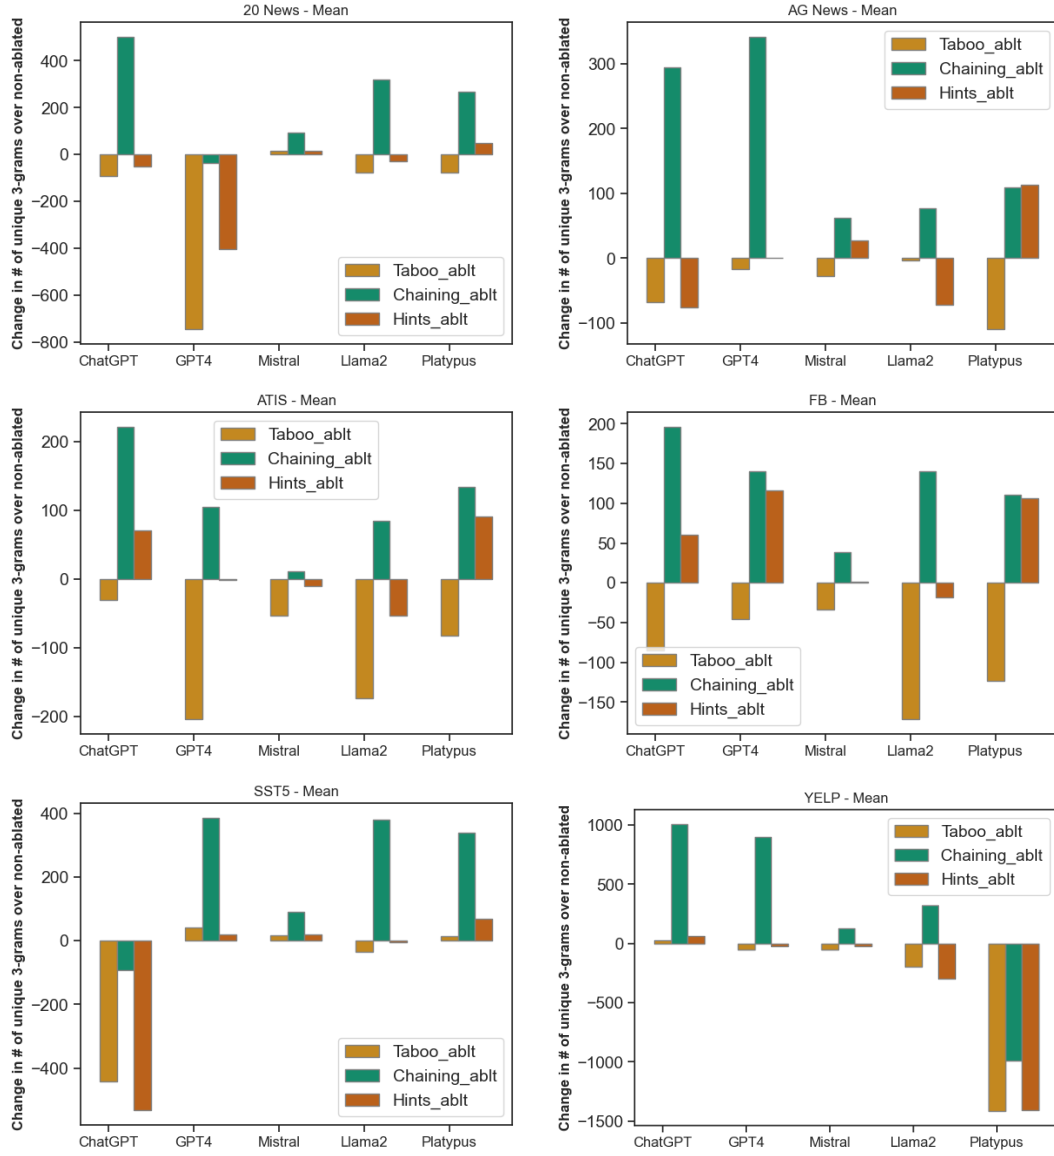 20 News - Mean
Change in # of unique 3-grams over non-ablated
400
200
0
−200
−400
−600
−800
Taboo_ablt
Chaining_ablt
Hints_ablt
ChatGPT GPT4 Mistral Llama2 Platypus
AG News - Mean
Change in # of unique 3-grams over non-ablated
300
200
100
0
−100
Taboo_ablt
Chaining_ablt
Hints_ablt
ChatGPT GPT4 Mistral Llama2 Platypus
ATIS - Mean
Change in # of unique 3-grams over non-ablated
200
100
0
−100
−200
Taboo_ablt
Chaining_ablt
Hints_ablt
ChatGPT GPT4 Mistral Llama2 Platypus
FB - Mean
Change in # of unique 3-grams over non-ablated
200
150
100
50
0
−50
−100
−150
Taboo_ablt
Chaining_ablt
Hints_ablt
ChatGPT GPT4 Mistral Llama2 Platypus
SST5 - Mean
Change in # of unique 3-grams over non-ablated
400
200
0
−200
−400
Taboo_ablt
Chaining_ablt
Hints_ablt
ChatGPT GPT4 Mistral Llama2 Platypus
YELP - Mean
Change in # of unique 3-grams over non-ablated
1000
500
0
−500
−1000
−1500
Taboo_ablt
Chaining_ablt
Hints_ablt
ChatGPT GPT4 Mistral Llama2 Platypus